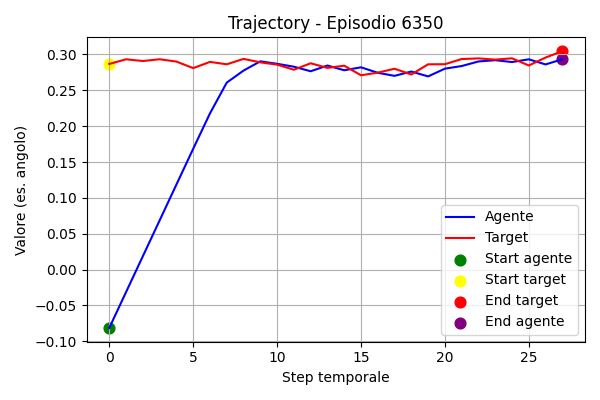 Trajectory - Episodio 6350
Valore (es. angolo)
0.30
0.25
0.20
0.15
0.10
0.05
0.00
−0.05
−0.10
0
5
10
15
20
25
Step temporale
Agente
Target
Start agente
Start target
End target
End agente